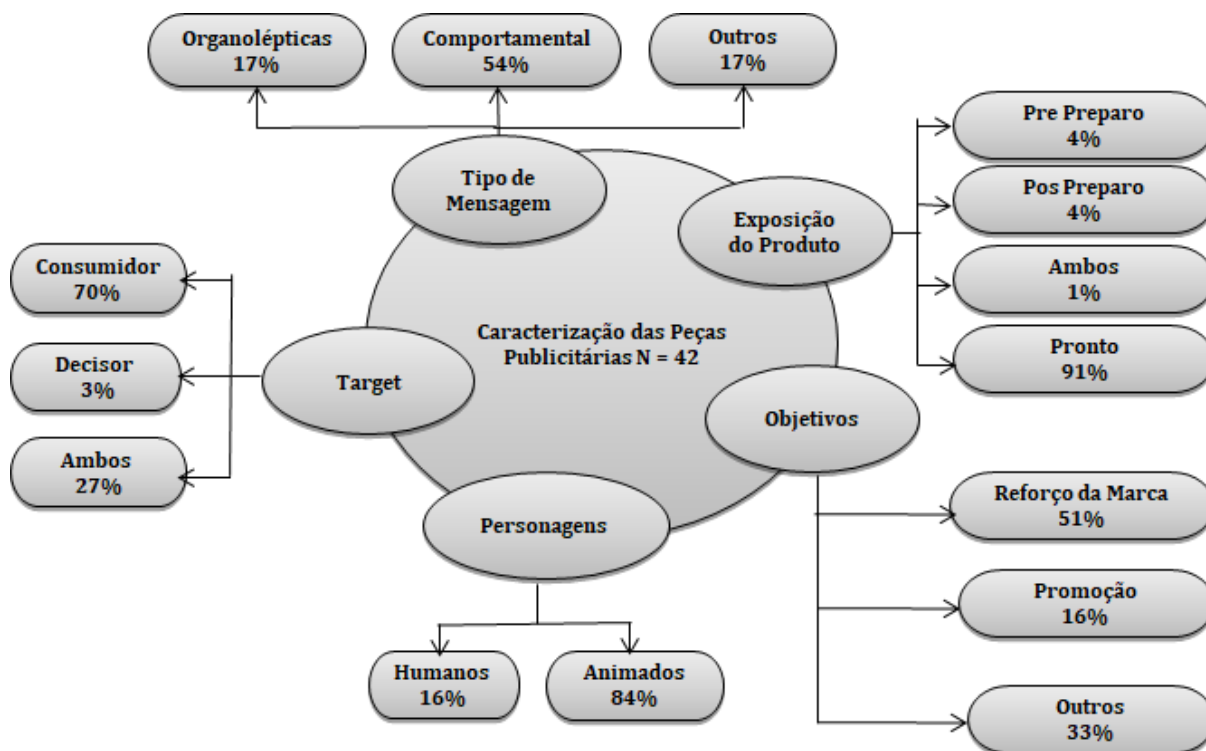 Organolépticas
17%
Comportamental
54%
Outros
17%
Tipo de
Mensagem
Exposição
do Produto
Pre Preparo
4%
Pos Preparo
4%
Ambos
1%
Pronto
91%
Consumidor
70%
Decisor
3%
Ambos
27%
Target
Caracterização das Peças
Publicitárias N = 42
Objetivos
Reforço da Marca
51%
Promoção
16%
Outros
33%
Personagens
Humanos
16%
Animados
84%